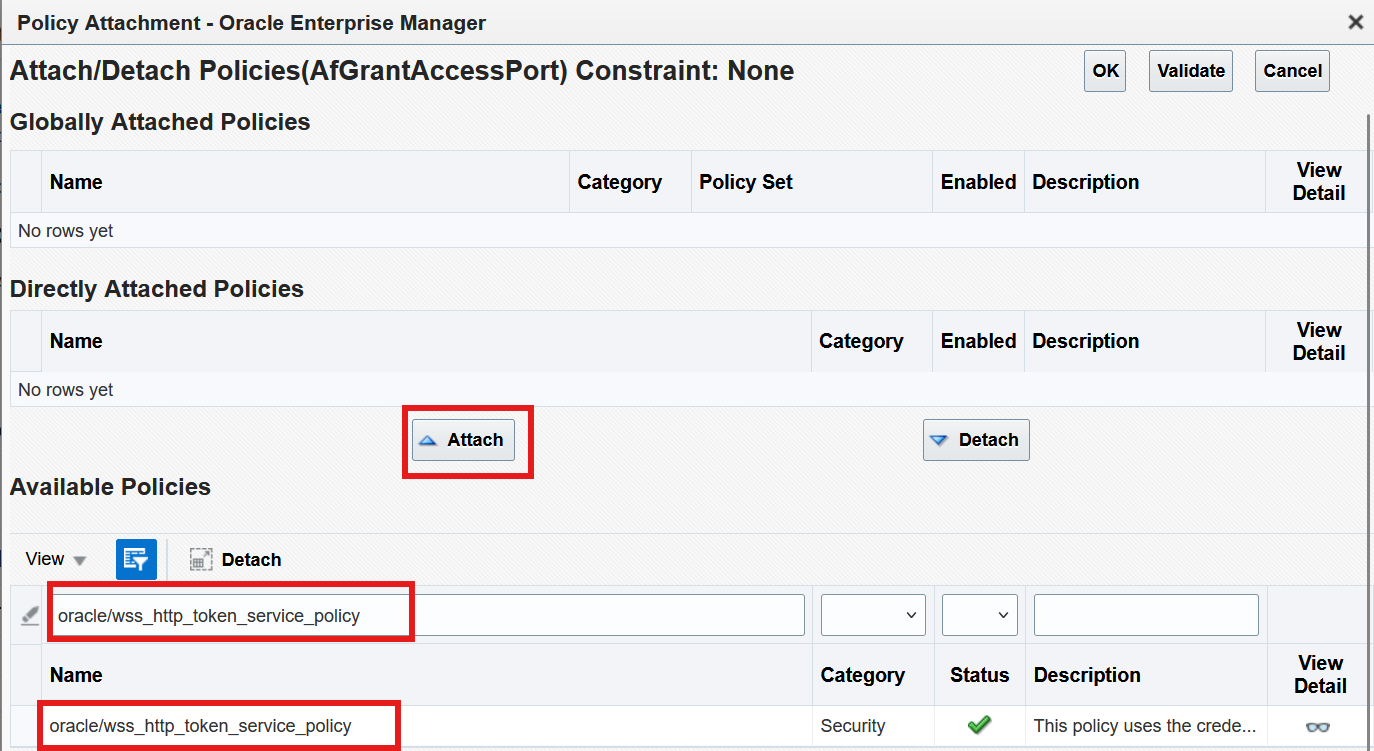 Policy Attachment - Oracle Enterprise Manager
Attach/Detach Policies(AfGrantAccessPort) Constraint: None
OK
Validate
Cancel
Globally Attached Policies
Name
Category
Policy Set
Enabled
Description
View
Detail
No rows yet
Directly Attached Policies
Name
Category
Enabled
Description
View
Detail
No rows yet
Attach
Detach
Available Policies
View
Detach
oracle/wss_http_token_service_policy
Name
Category
Status
Description
View
Detail
oracle/wss_http_token_service_policy
Security
This policy uses the crede...